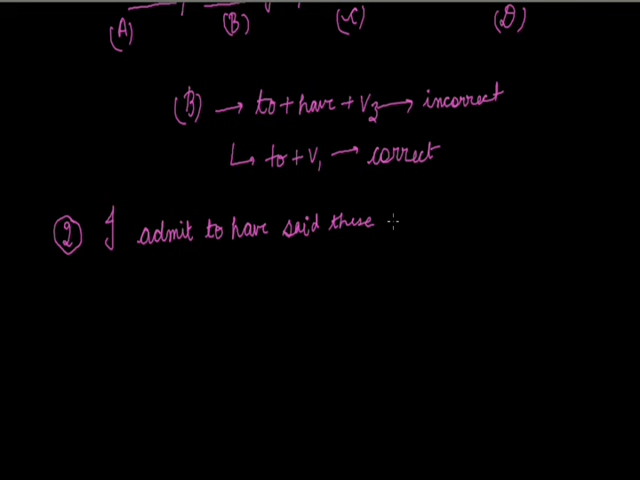 (A) (B) (C) (D)
(B) → to + have + V3 → incorrect
↳ to + V1 → correct
② I admit to have said these